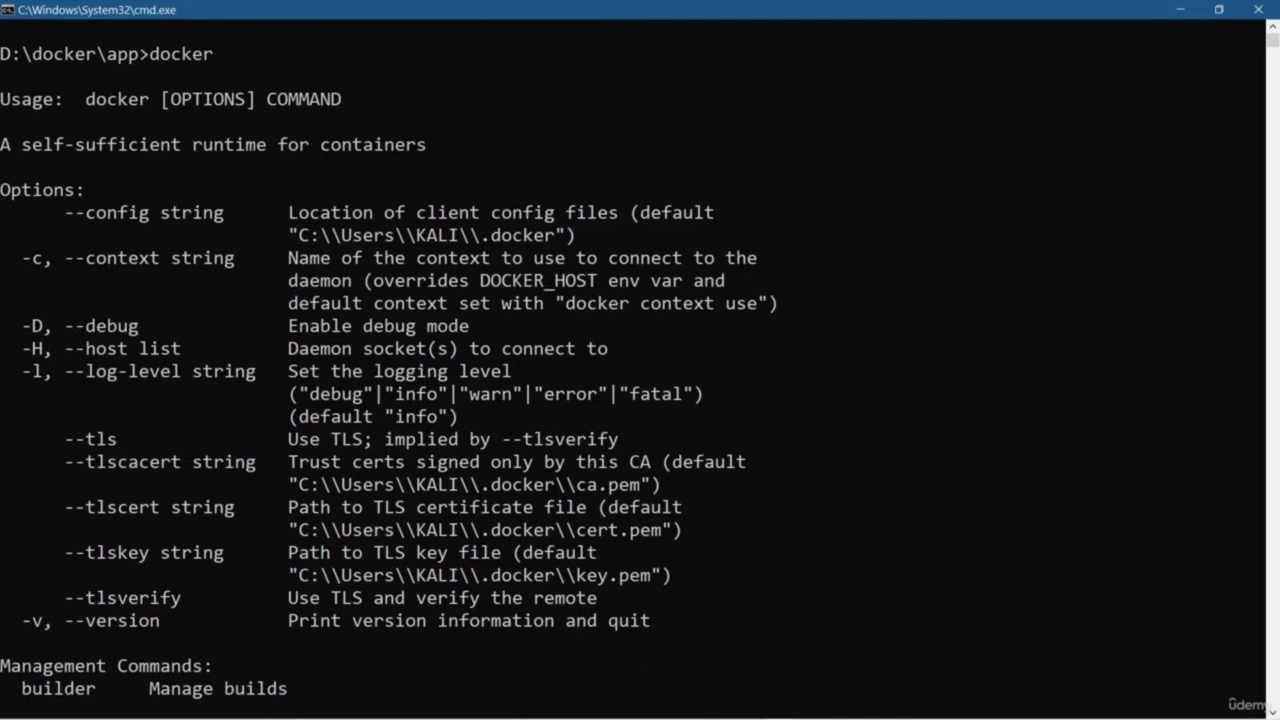 C:\Windows\System32\cmd.exe
D:\docker\app>docker
Usage:  docker [OPTIONS] COMMAND
A self-sufficient runtime for containers
Options:
      --config string      Location of client config files (default
                           "C:\\Users\\KALI\\.docker")
  -c, --context string     Name of the context to use to connect to the
                           daemon (overrides DOCKER_HOST env var and
                           default context set with "docker context use")
  -D, --debug              Enable debug mode
  -H, --host list          Daemon socket(s) to connect to
  -l, --log-level string   Set the logging level
                           ("debug"|"info"|"warn"|"error"|"fatal")
                           (default "info")
      --tls                Use TLS; implied by --tlsverify
      --tlscacert string   Trust certs signed only by this CA (default
                           "C:\\Users\\KALI\\.docker\\ca.pem")
      --tlscert string     Path to TLS certificate file (default
                           "C:\\Users\\KALI\\.docker\\cert.pem")
      --tlskey string      Path to TLS key file (default
                           "C:\\Users\\KALI\\.docker\\key.pem")
      --tlsverify          Use TLS and verify the remote
  -v, --version            Print version information and quit
Management Commands:
  builder     Manage builds
ûdemy